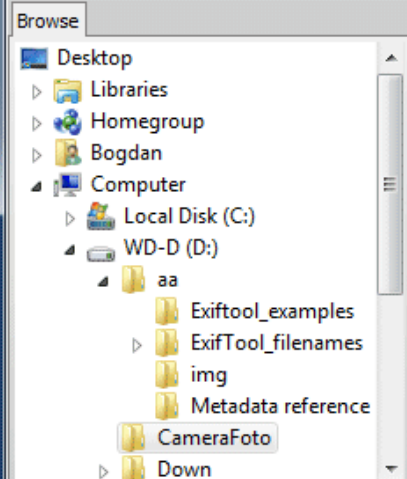 Browse
Desktop
Libraries
Homegroup
Bogdan
Computer
Local Disk (C:)
WD-D (D:)
aa
Exiftool_examples
ExifTool_filenames
img
Metadata reference
CameraFoto
Down